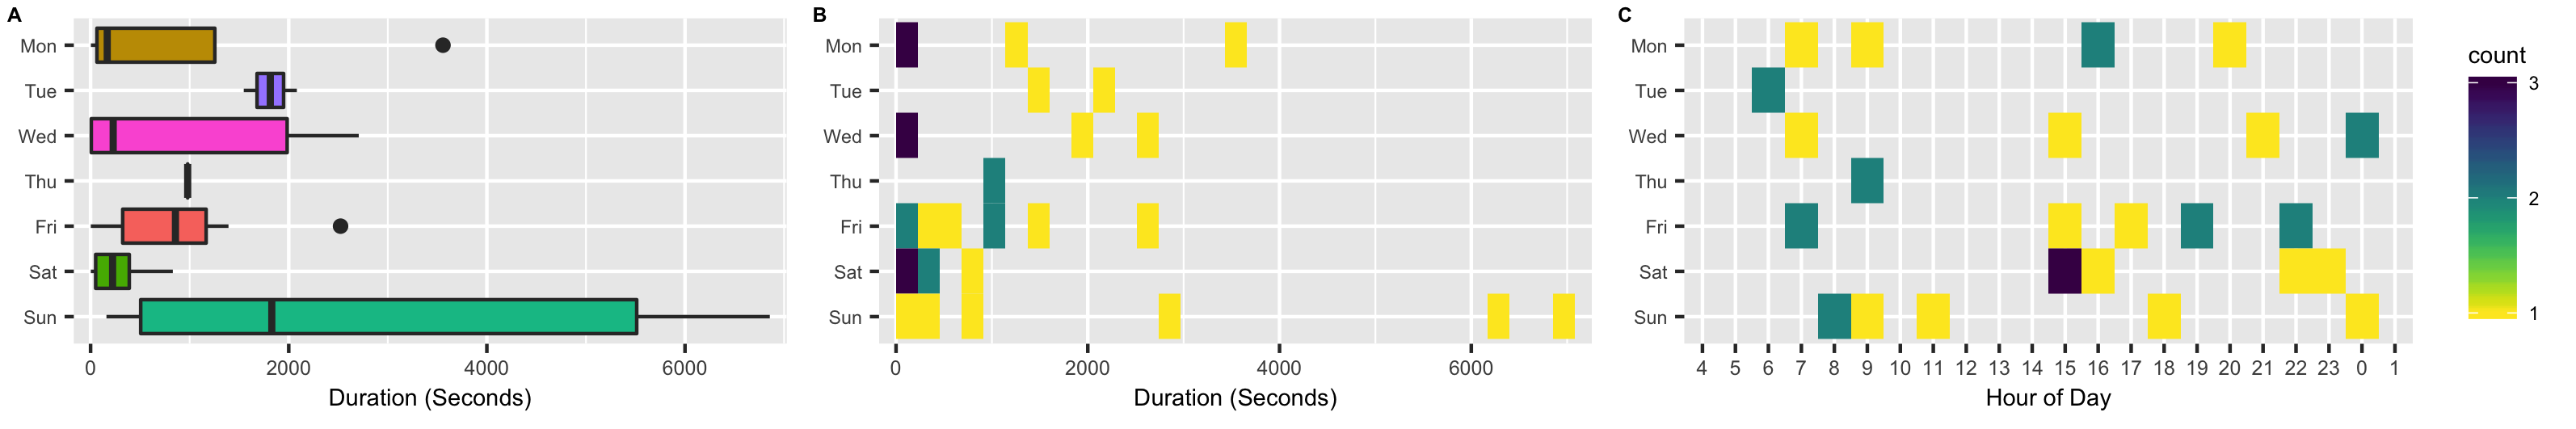 A
Mon
Tue
Wed
Thu
Fri
Sat
Sun
0 2000 4000 6000
Duration (Seconds)
B
Mon
Tue
Wed
Thu
Fri
Sat
Sun
0 2000 4000 6000
Duration (Seconds)
C
Mon
Tue
Wed
Thu
Fri
Sat
Sun
4 5 6 7 8 9 10 11 12 13 14 15 16 17 18 19 20 21 22 23 0 1
Hour of Day
count
3
2
1